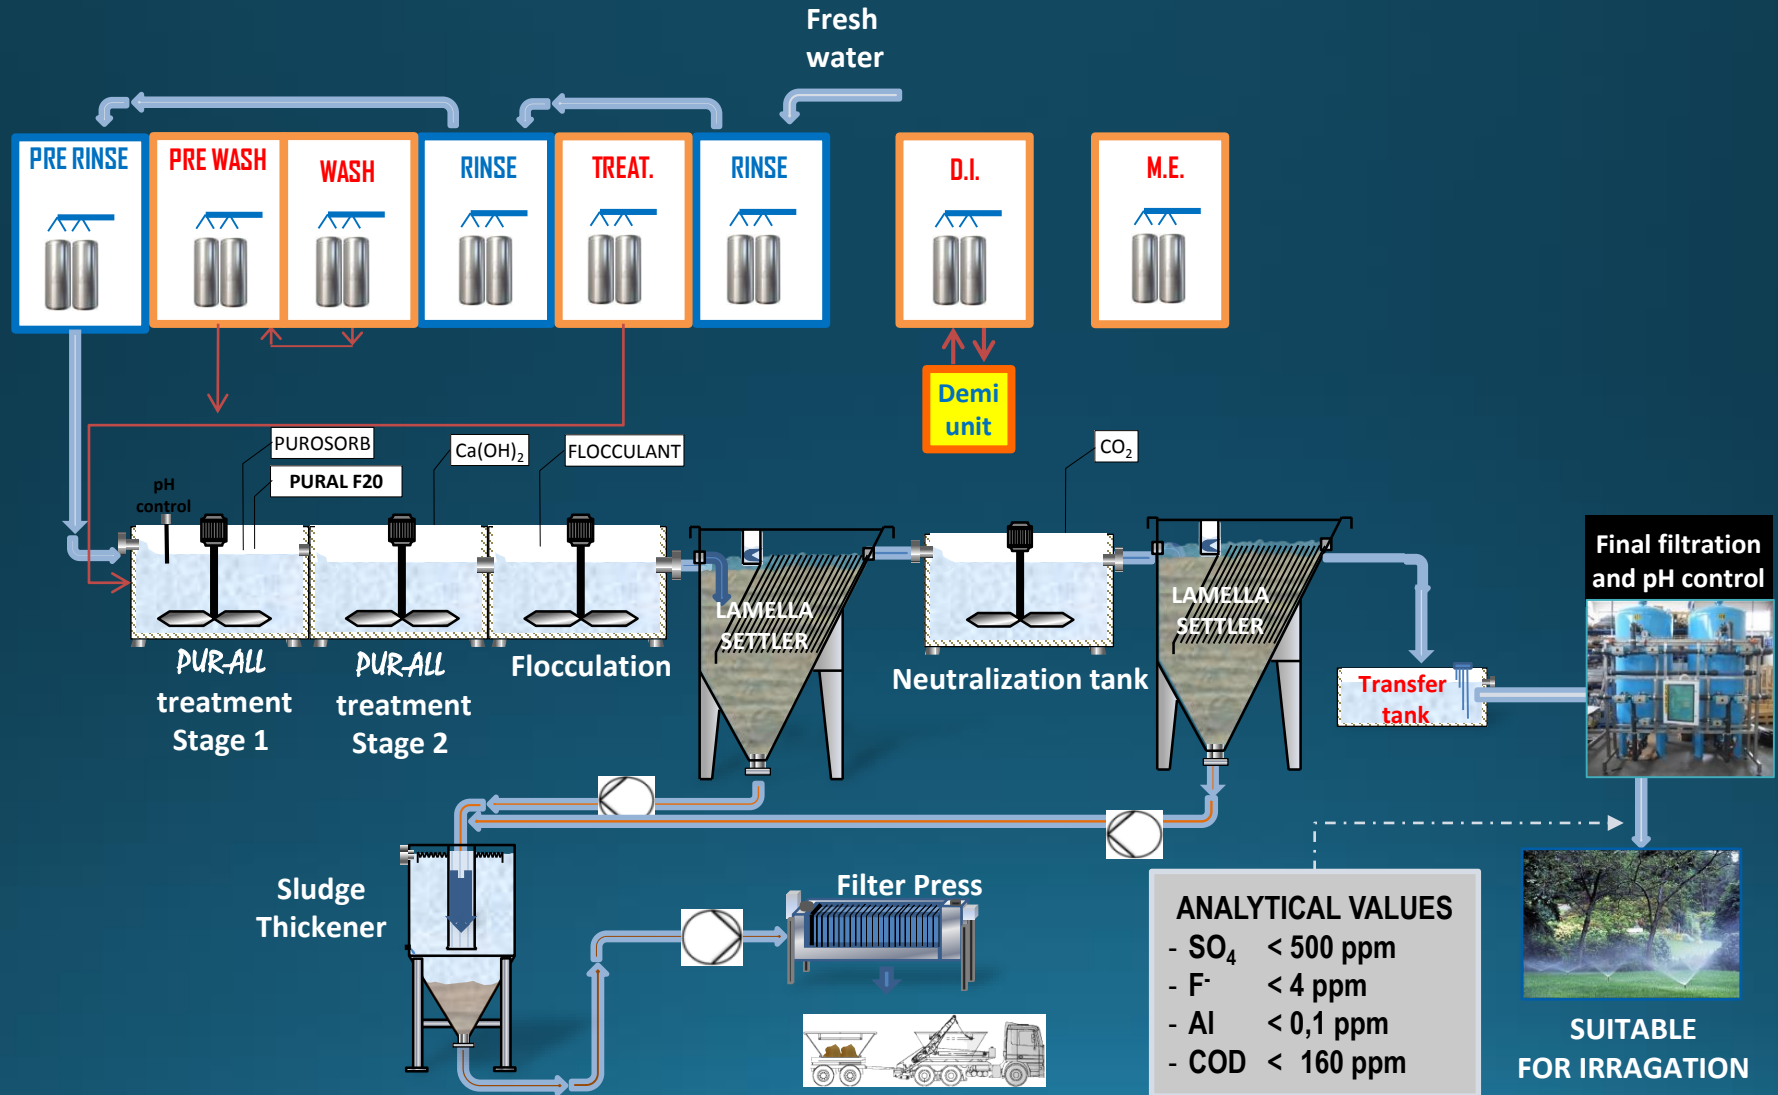 Fresh
water
PRE RINSE
PRE WASH
WASH
RINSE
TREAT.
RINSE
D.I.
M.E.
Demi
unit
PUROSORB
PURAL F20
Ca(OH)₂
FLOCCULANT
CO₂
pH
control
LAMELLA
SETTLER
LAMELLA
SETTLER
Final filtration
and pH control
PURALL
treatment
Stage 1
PURALL
treatment
Stage 2
Flocculation
Neutralization tank
Transfer
tank
Sludge
Thickener
Filter Press
ANALYTICAL VALUES
- SO₄ < 500 ppm
- F⁻ < 4 ppm
- Al < 0,1 ppm
- COD < 160 ppm
SUITABLE
FOR IRRAGATION